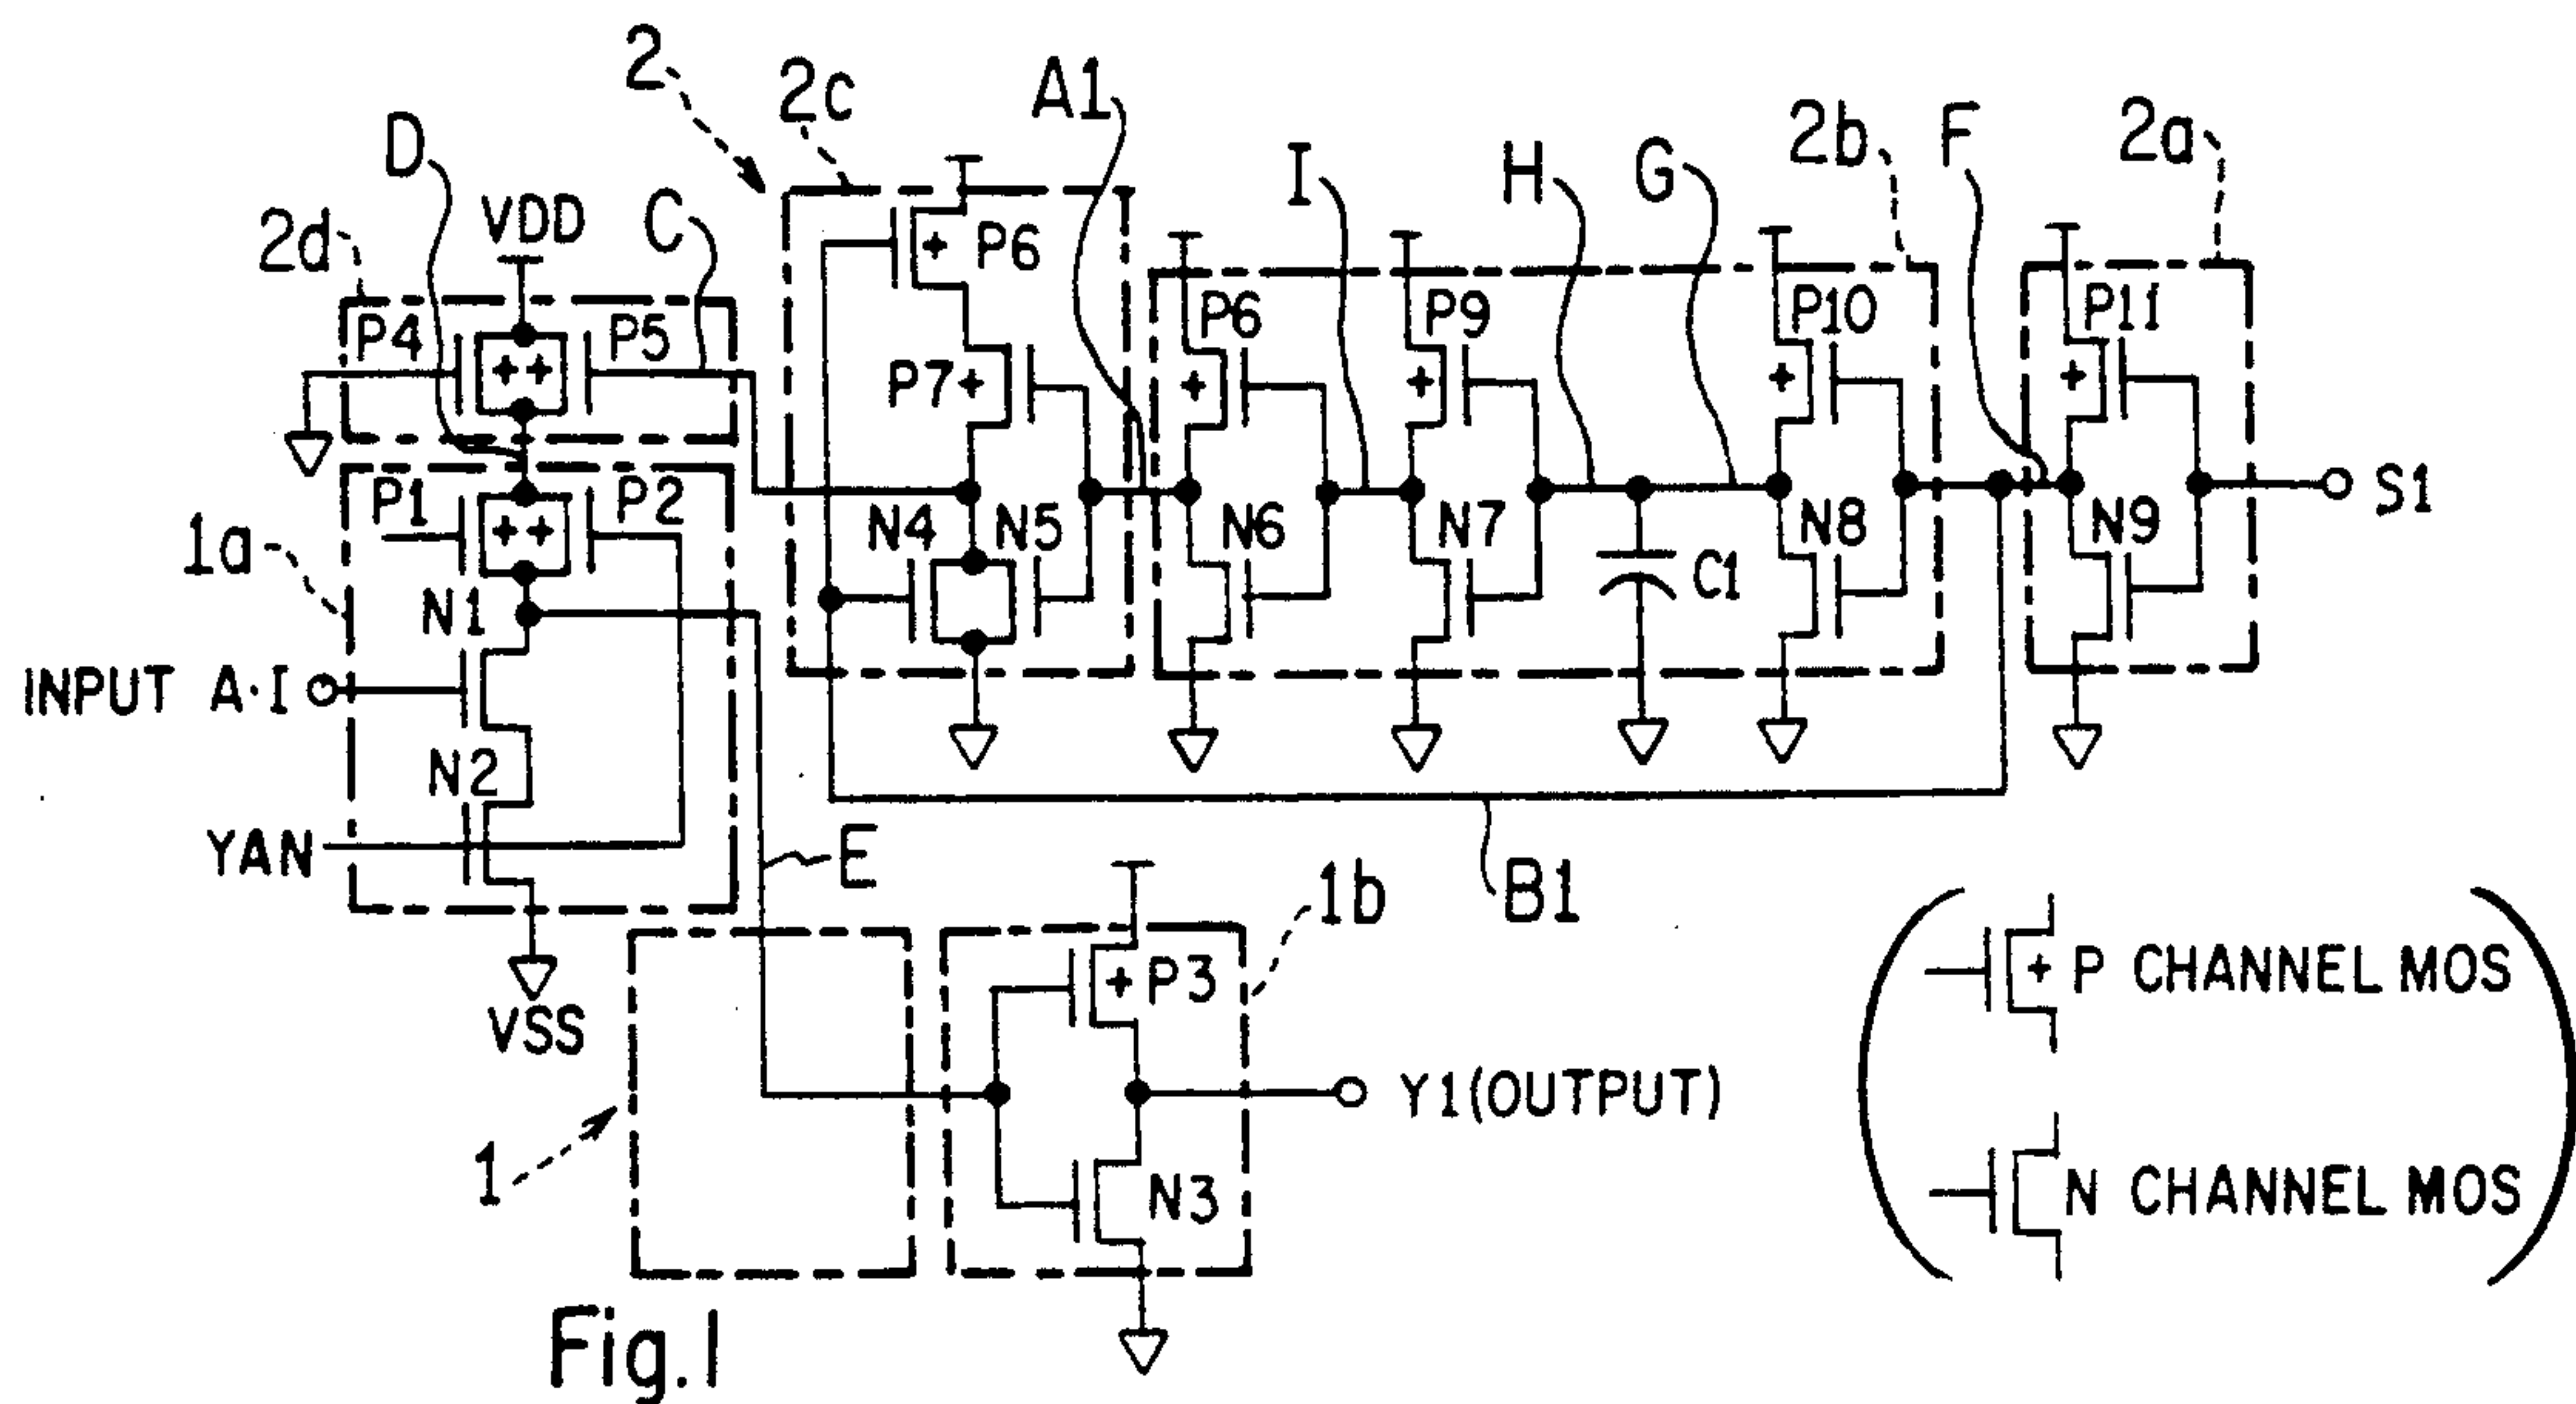 2
2c
A1
2b
F
2a
D
I
H
G
2d
VDD
C
P6
P4
P5
P7
P6
P9
P10
P11
P1
P2
1a
N4
N5
N6
N7
C1
N8
N9
S1
N1
INPUT A·I
N2
YAN
E
B1
1b
VSS
P3
P CHANNEL MOS
Y1(OUTPUT)
1
N3
N CHANNEL MOS
Fig.1